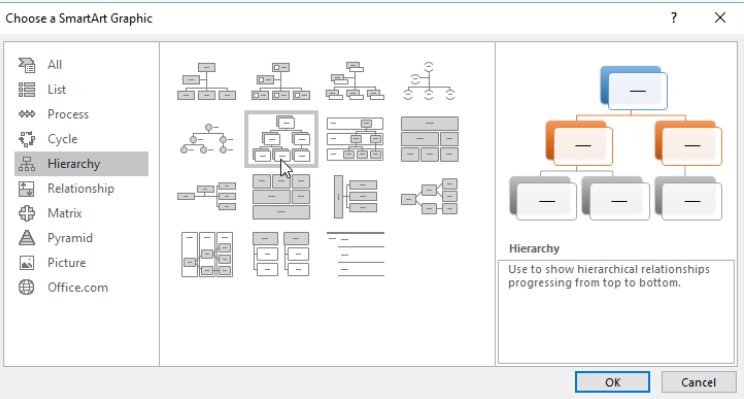 Choose a SmartArt Graphic
All
List
Process
Cycle
Hierarchy
Relationship
Matrix
Pyramid
Picture
Office.com
Hierarchy
Use to show hierarchical relationships
progressing from top to bottom.
OK
Cancel